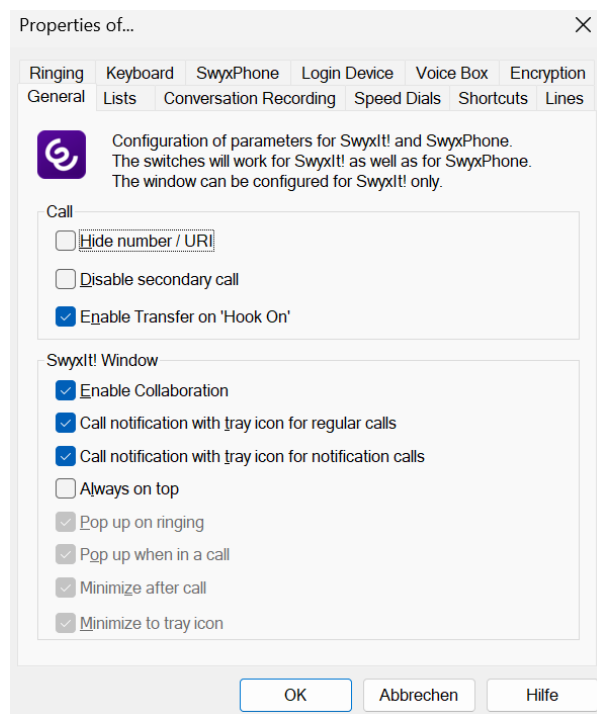 Properties of...
Ringing Keyboard SwyxPhone Login Device Voice Box Encryption
General Lists Conversation Recording Speed Dials Shortcuts Lines
Configuration of parameters for SwyxIt! and SwyxPhone.
The switches will work for SwyxIt! as well as for SwyxPhone.
The window can be configured for SwyxIt! only.
Call
Hide number / URI
Disable secondary call
Enable Transfer on 'Hook On'
SwyxIt! Window
Enable Collaboration
Call notification with tray icon for regular calls
Call notification with tray icon for notification calls
Always on top
Pop up on ringing
Pop up when in a call
Minimize after call
Minimize to tray icon
OK Abbrechen Hilfe